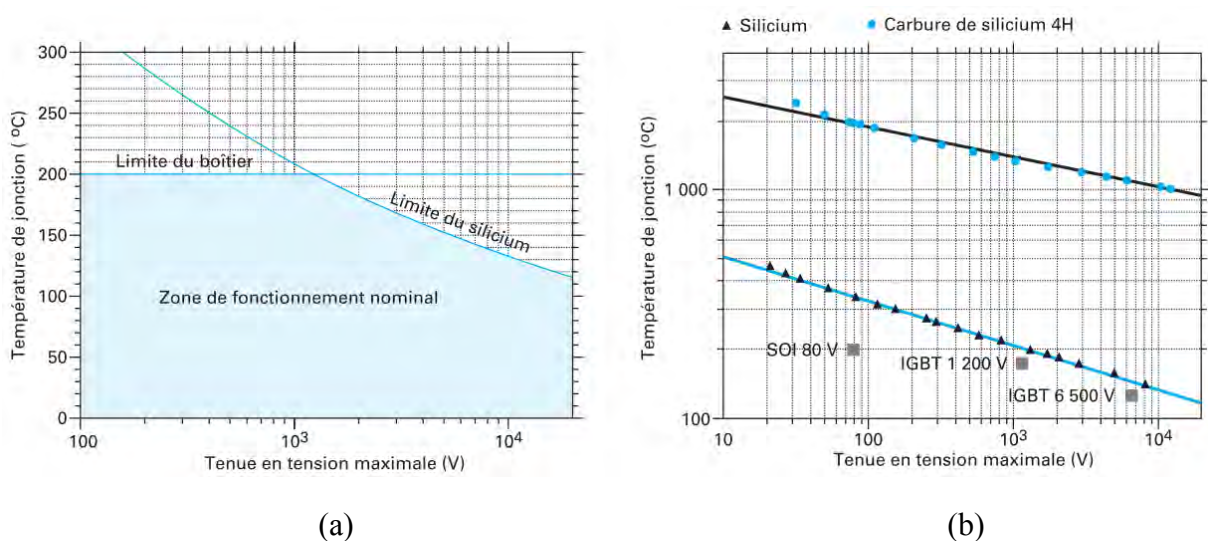 300
250
200
150
100
50
0
100
10³
10⁴
Température de jonction (ºC)
Tenue en tension maximale (V)
Limite du boîtier
Limite du silicium
Zone de fonctionnement nominal
(a)
Silicium
Carbure de silicium 4H
1 000
100
10
100
10³
10⁴
Température de jonction (ºC)
Tenue en tension maximale (V)
SOI 80 V
IGBT 1 200 V
IGBT 6 500 V
(b)